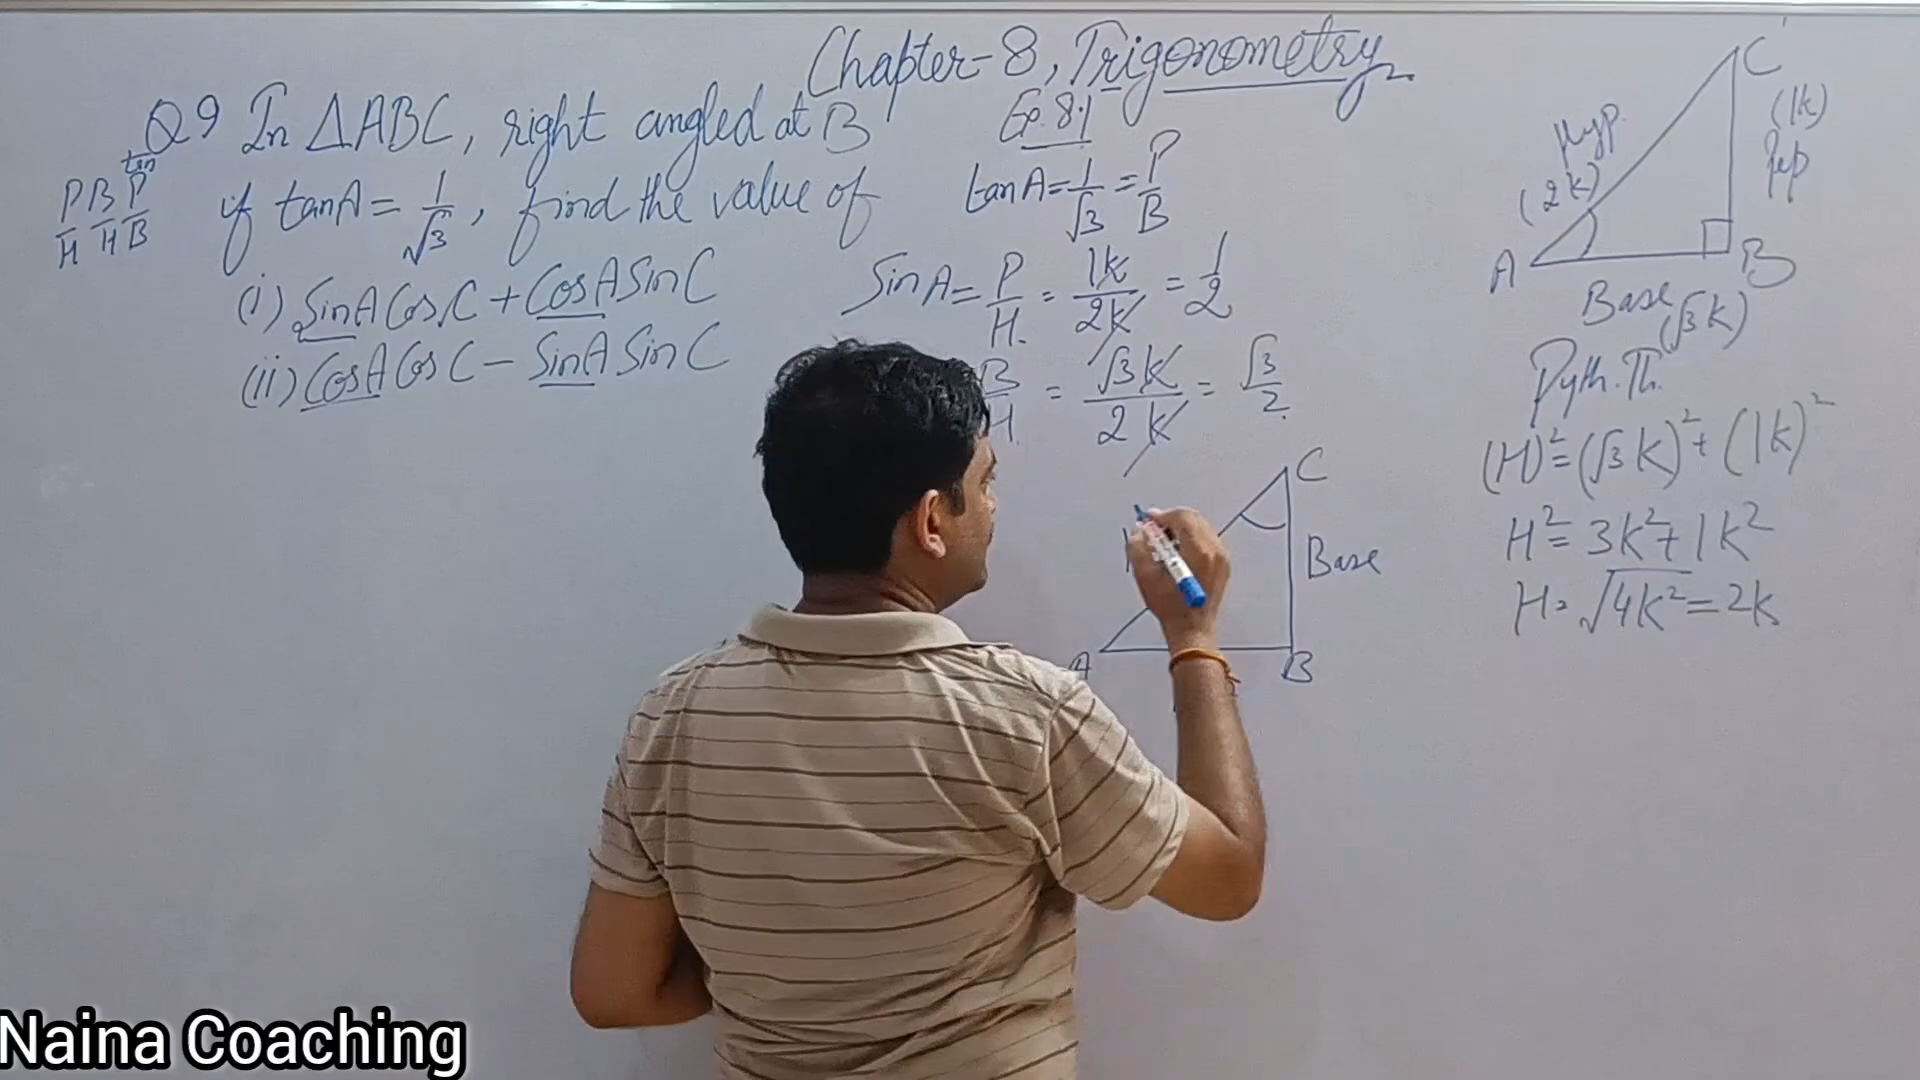 Chapter-8, Trigonometry
Ex. 8.1
Q9 In ΔABC, right angled at B
if tanA = 1/√3, find the value of
(i) SinA CosC + CosA SinC
(ii) CosA CosC - SinA SinC
tan
P/H B/H P/B
tanA = 1/√3 = P/B
SinA = P/H. = 1k/2k = 1/2
B/H. = √3k/2k = √3/2.
C
Base
A
B
C
(1k)
Hyp.
(2k)
Pep
A
B
Base
(√3k)
Pyth. Th.
(H)² = (√3k)² + (1k)²
H² = 3k² + 1k²
H = √4k² = 2k
Naina Coaching